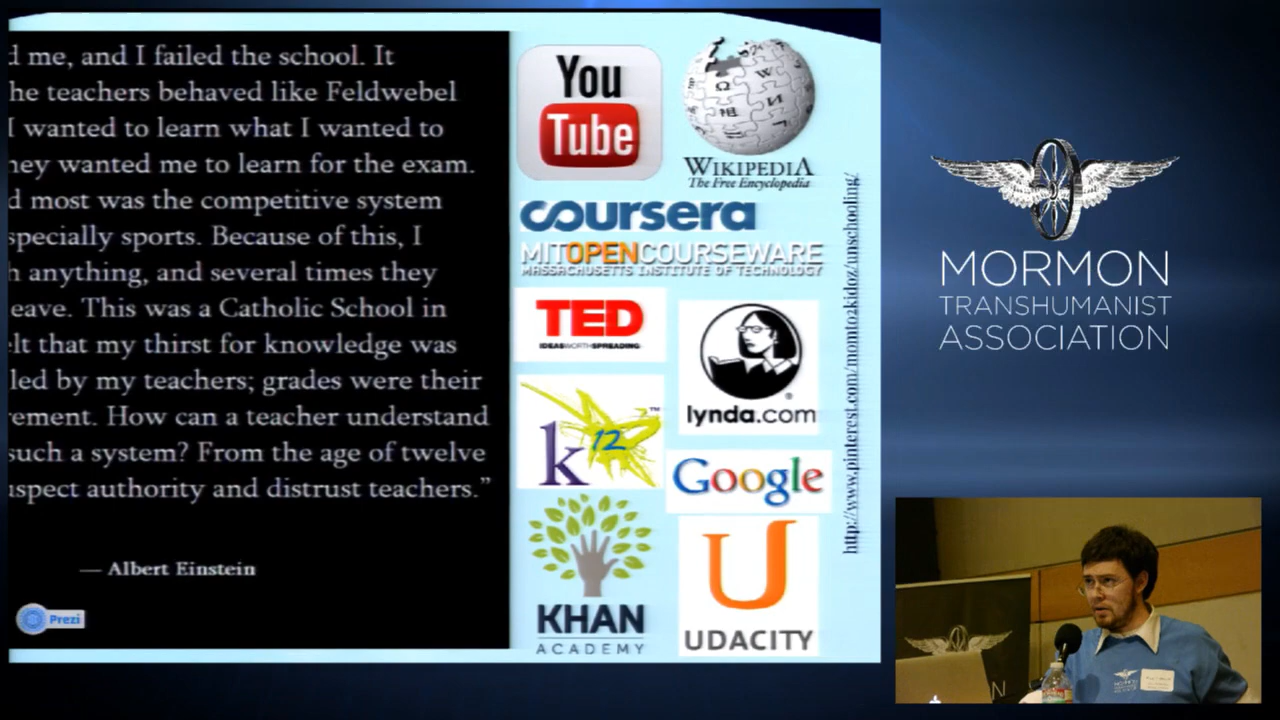 d me, and I failed the school. It
he teachers behaved like Feldwebel
I wanted to learn what I wanted to
hey wanted me to learn for the exam.
d most was the competitive system
specially sports. Because of this, I
h anything, and several times they
eave. This was a Catholic School in
elt that my thirst for knowledge was
led by my teachers; grades were their
rement. How can a teacher understand
such a system? From the age of twelve
uspect authority and distrust teachers.”
— Albert Einstein
Prezi
You
Tube
WIKIPEDIA
The Free Encyclopedia
coursera
MITOPENCOURSEWARE
MASSACHUSETTS INSTITUTE OF TECHNOLOGY
TED
IDEAS WORTH SPREADING
lynda.com
k12
Google
KHAN
ACADEMY
U
UDACITY
http://www.pinterest.com/momto2kidoz/unschooling/
MORMON
TRANSHUMANIST
ASSOCIATION